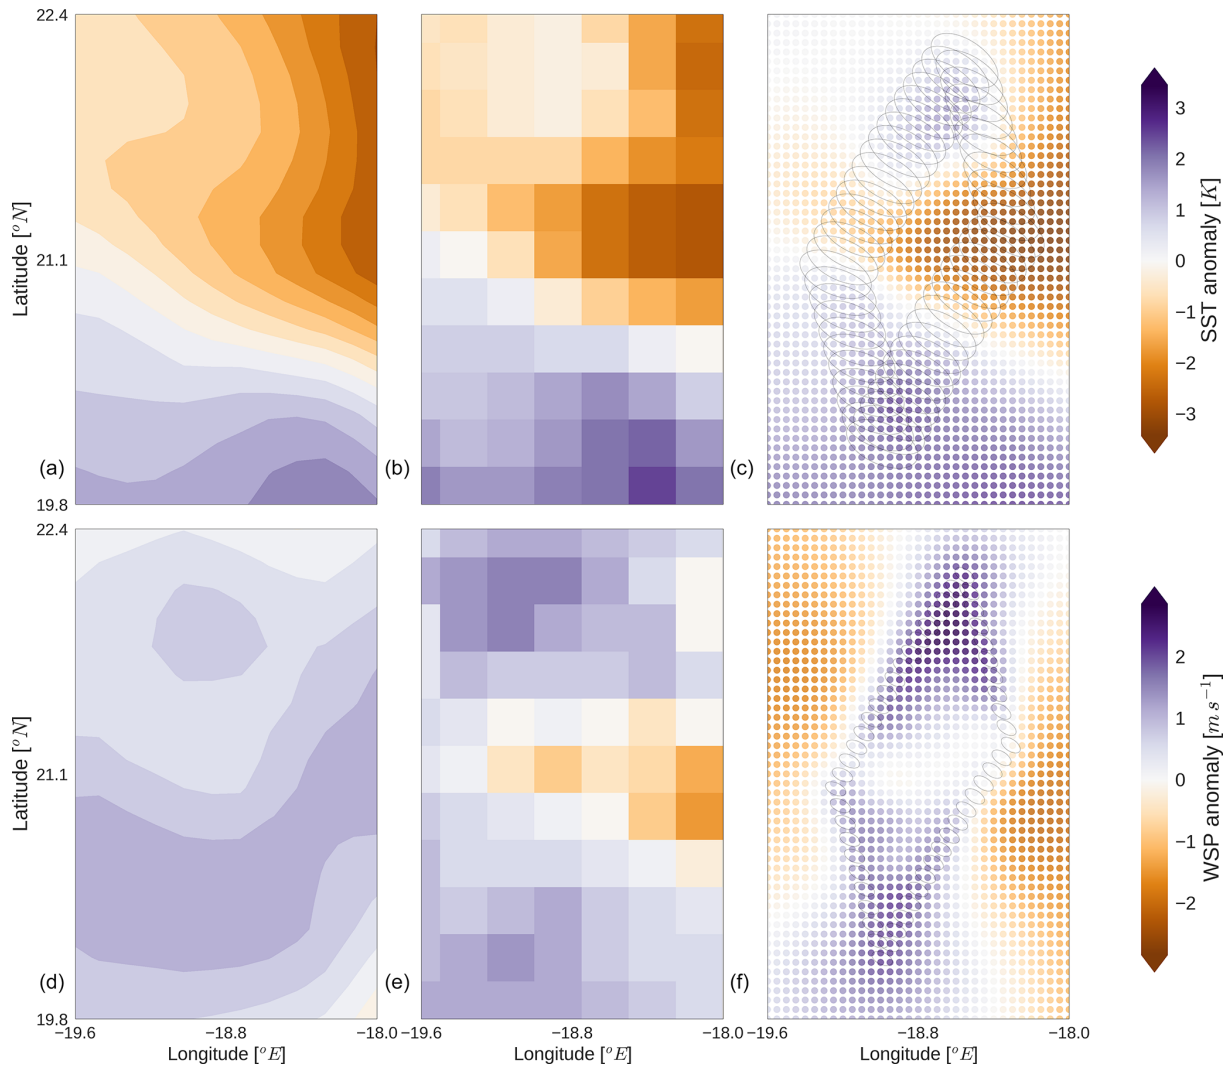 22.4
21.1
19.8
Latitude [°N]
(a)
(b)
(c)
3
2
1
0
−1
−2
−3
SST anomaly [K]
22.4
21.1
19.8
Latitude [°N]
(d)
(e)
(f)
2
1
0
−1
−2
WSP anomaly [m s⁻¹]
−19.6 −18.8 −18.0
−19.6 −18.8 −18.0
−19.6 −18.8 −18.0
Longitude [°E] Longitude [°E] Longitude [°E]